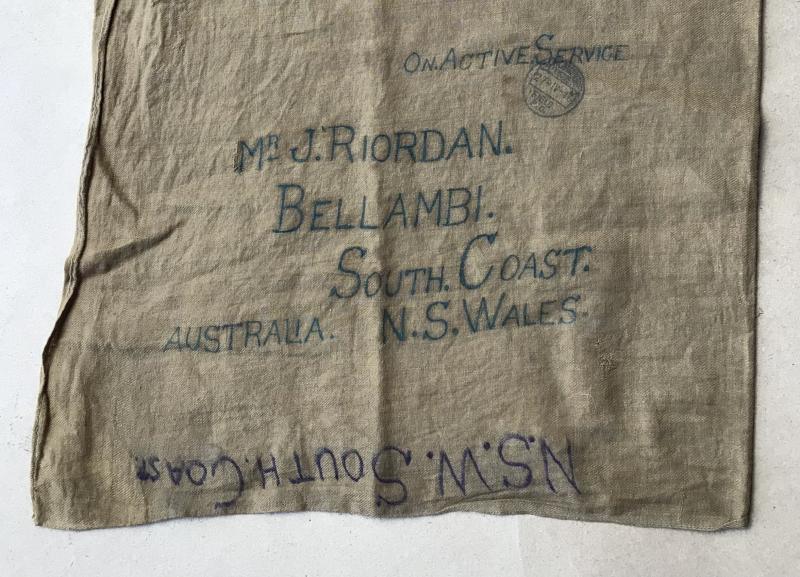 ON.ACTIVE.SERVICE
MR J. RIORDAN.
BELLAMBI.
SOUTH. COAST.
AUSTRALIA. N.S.WALES.
N.S.W. SOUTH. COAST.